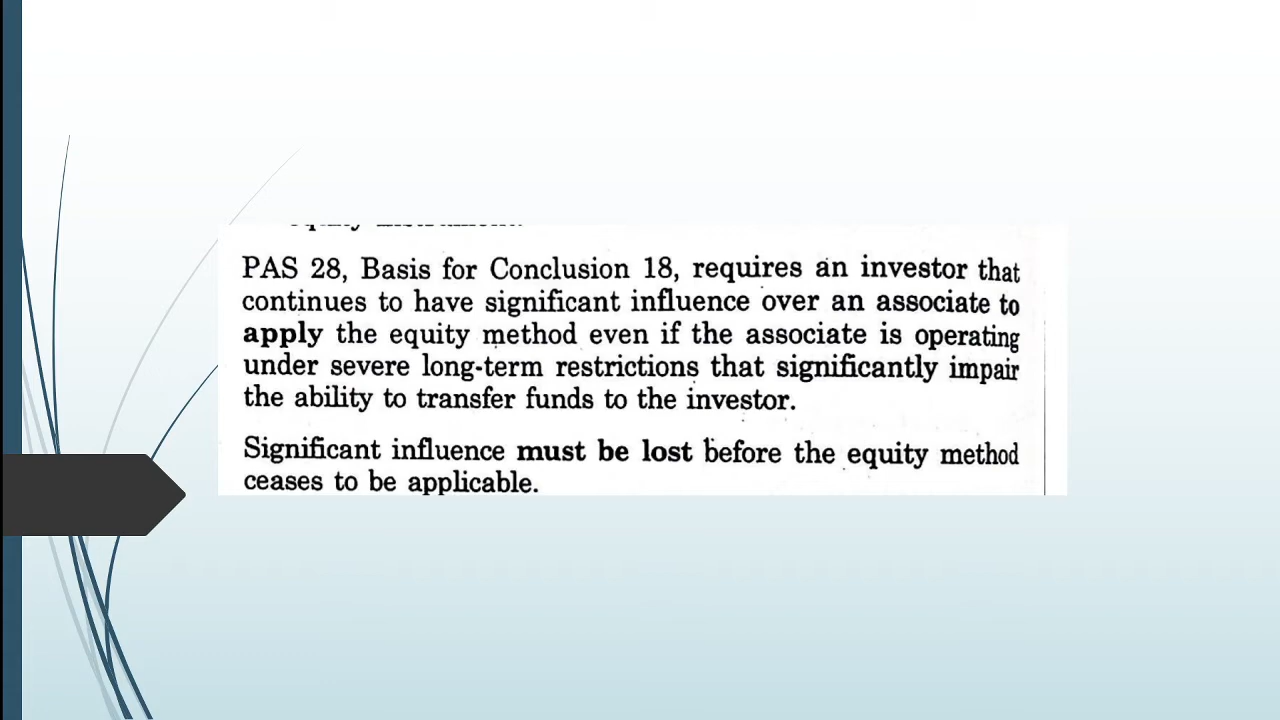 PAS 28, Basis for Conclusion 18, requires an investor that
continues to have significant influence over an associate to
apply the equity method even if the associate is operating
under severe long-term restrictions that significantly impair
the ability to transfer funds to the investor.
Significant influence must be lost before the equity method
ceases to be applicable.